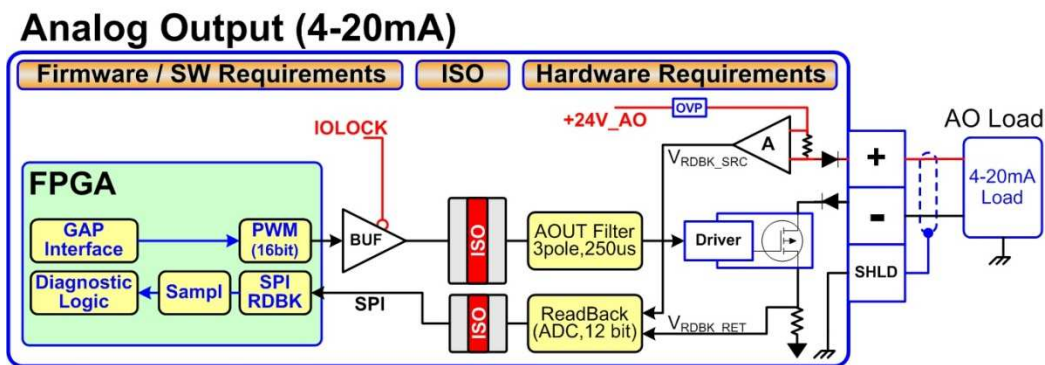 Analog Output (4-20mA)
Firmware / SW Requirements
ISO
Hardware Requirements
IOLOCK
+24V_AO
OVP
AO Load
A
VRDBK_SRC
+
4-20mA
Load
FPGA
GAP
Interface
PWM
(16bit)
BUF
ISO
AOUT Filter
3pole,250us
Driver
-
SHLD
Diagnostic
Logic
Sampl
SPI
RDBK
SPI
ISO
ReadBack
(ADC,12 bit)
VRDBK_RET